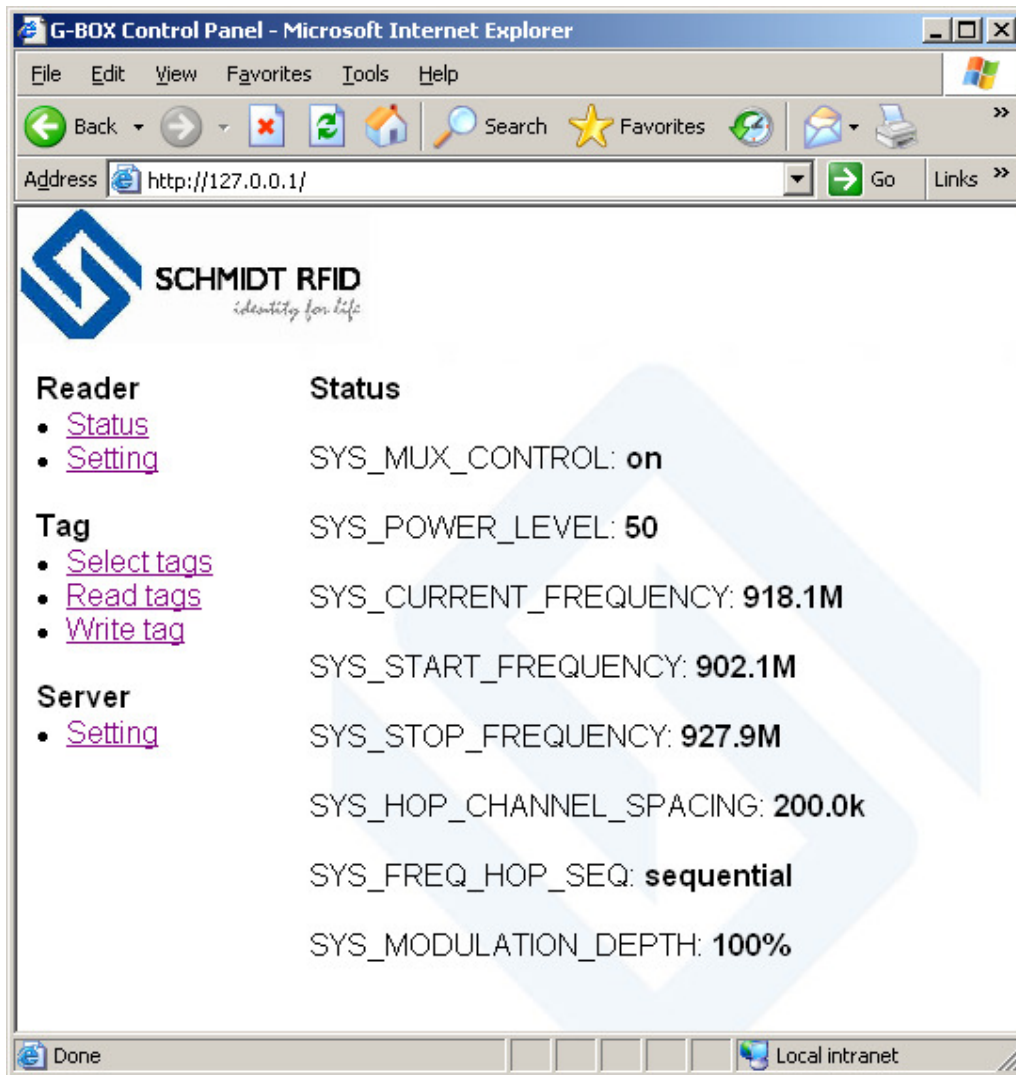 G-BOX Control Panel - Microsoft Internet Explorer
File Edit View Favorites Tools Help
Back Search Favorites »
Address http://127.0.0.1/ Go Links »
SCHMIDT RFID
identity for life
Reader
• Status
• Setting
Tag
• Select tags
• Read tags
• Write tag
Server
• Setting
Status
SYS_MUX_CONTROL: on
SYS_POWER_LEVEL: 50
SYS_CURRENT_FREQUENCY: 918.1M
SYS_START_FREQUENCY: 902.1M
SYS_STOP_FREQUENCY: 927.9M
SYS_HOP_CHANNEL_SPACING: 200.0k
SYS_FREQ_HOP_SEQ: sequential
SYS_MODULATION_DEPTH: 100%
Done Local intranet